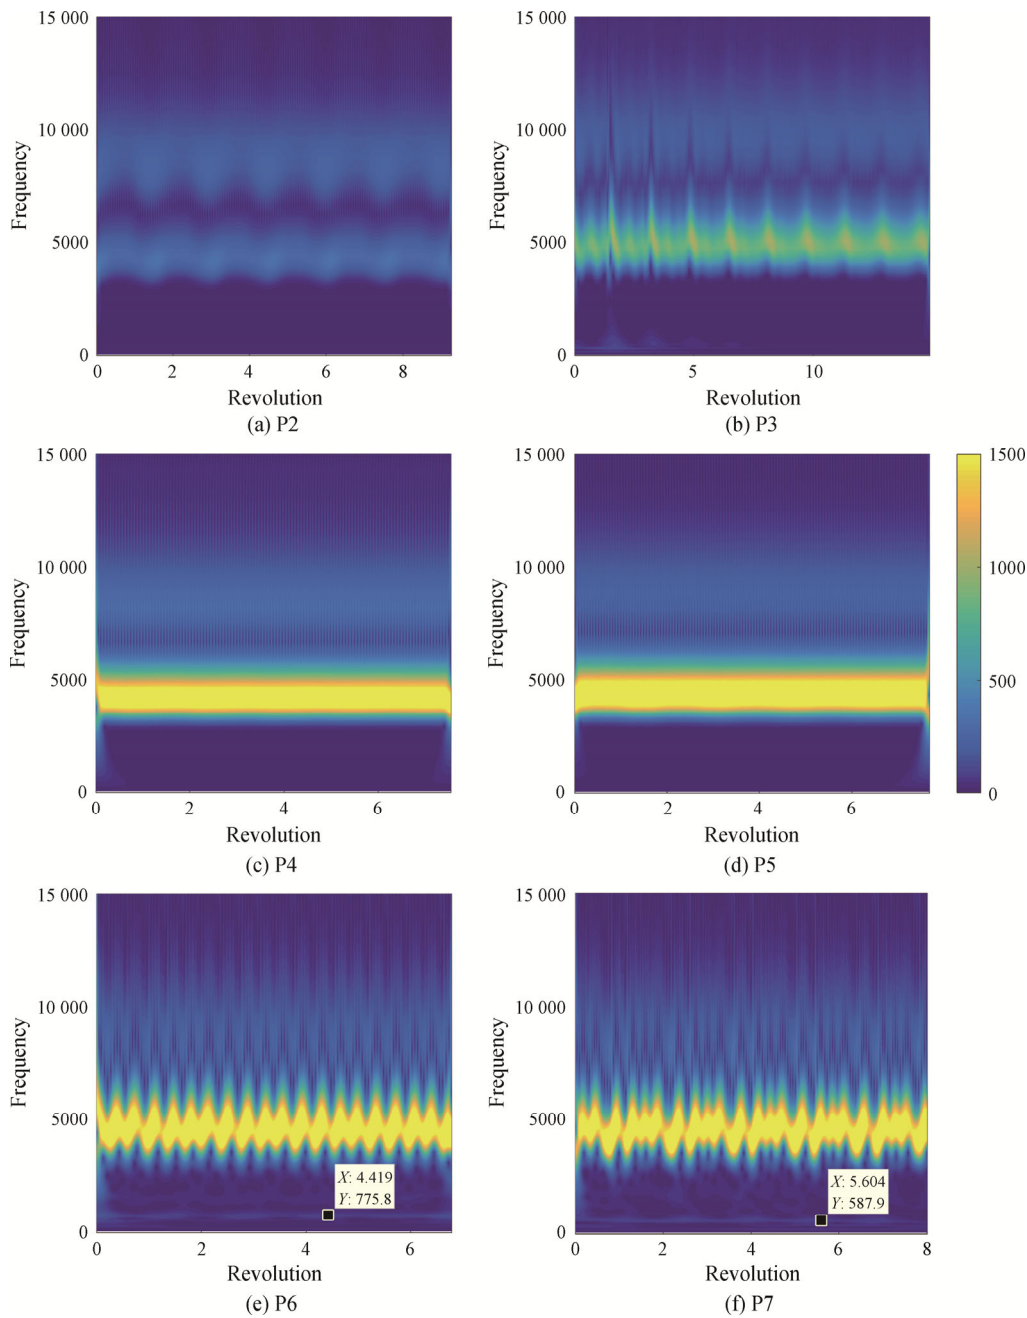 15 000
10 000
5000
0
Frequency
0 2 4 6 8
Revolution
(a) P2
15 000
10 000
5000
0
Frequency
0 5 10
Revolution
(b) P3
15 000
10 000
5000
0
Frequency
0 2 4 6
Revolution
(c) P4
15 000
10 000
5000
0
Frequency
0 2 4 6
Revolution
(d) P5
1500
1000
500
0
15 000
10 000
5000
0
Frequency
X: 4.419
Y: 775.8
0 2 4 6
Revolution
(e) P6
15 000
10 000
5000
0
Frequency
X: 5.604
Y: 587.9
0 2 4 6 8
Revolution
(f) P7